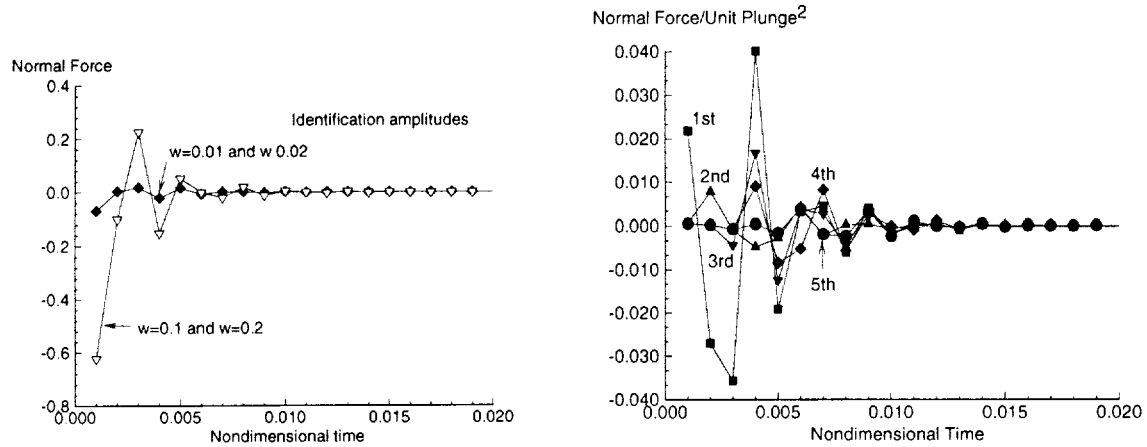 Normal Force
0.4
0.2
0.0
-0.2
-0.4
-0.6
-0.8
0.000
0.005
0.010
0.015
0.020
Nondimensional time
Identification amplitudes
w=0.01 and w 0.02
w=0.1 and w=0.2
Normal Force/Unit Plunge2
0.040
0.030
0.020
0.010
0.000
-0.010
-0.020
-0.030
-0.040
0.000
0.005
0.010
0.015
0.020
Nondimensional Time
1st
2nd
3rd
4th
5th